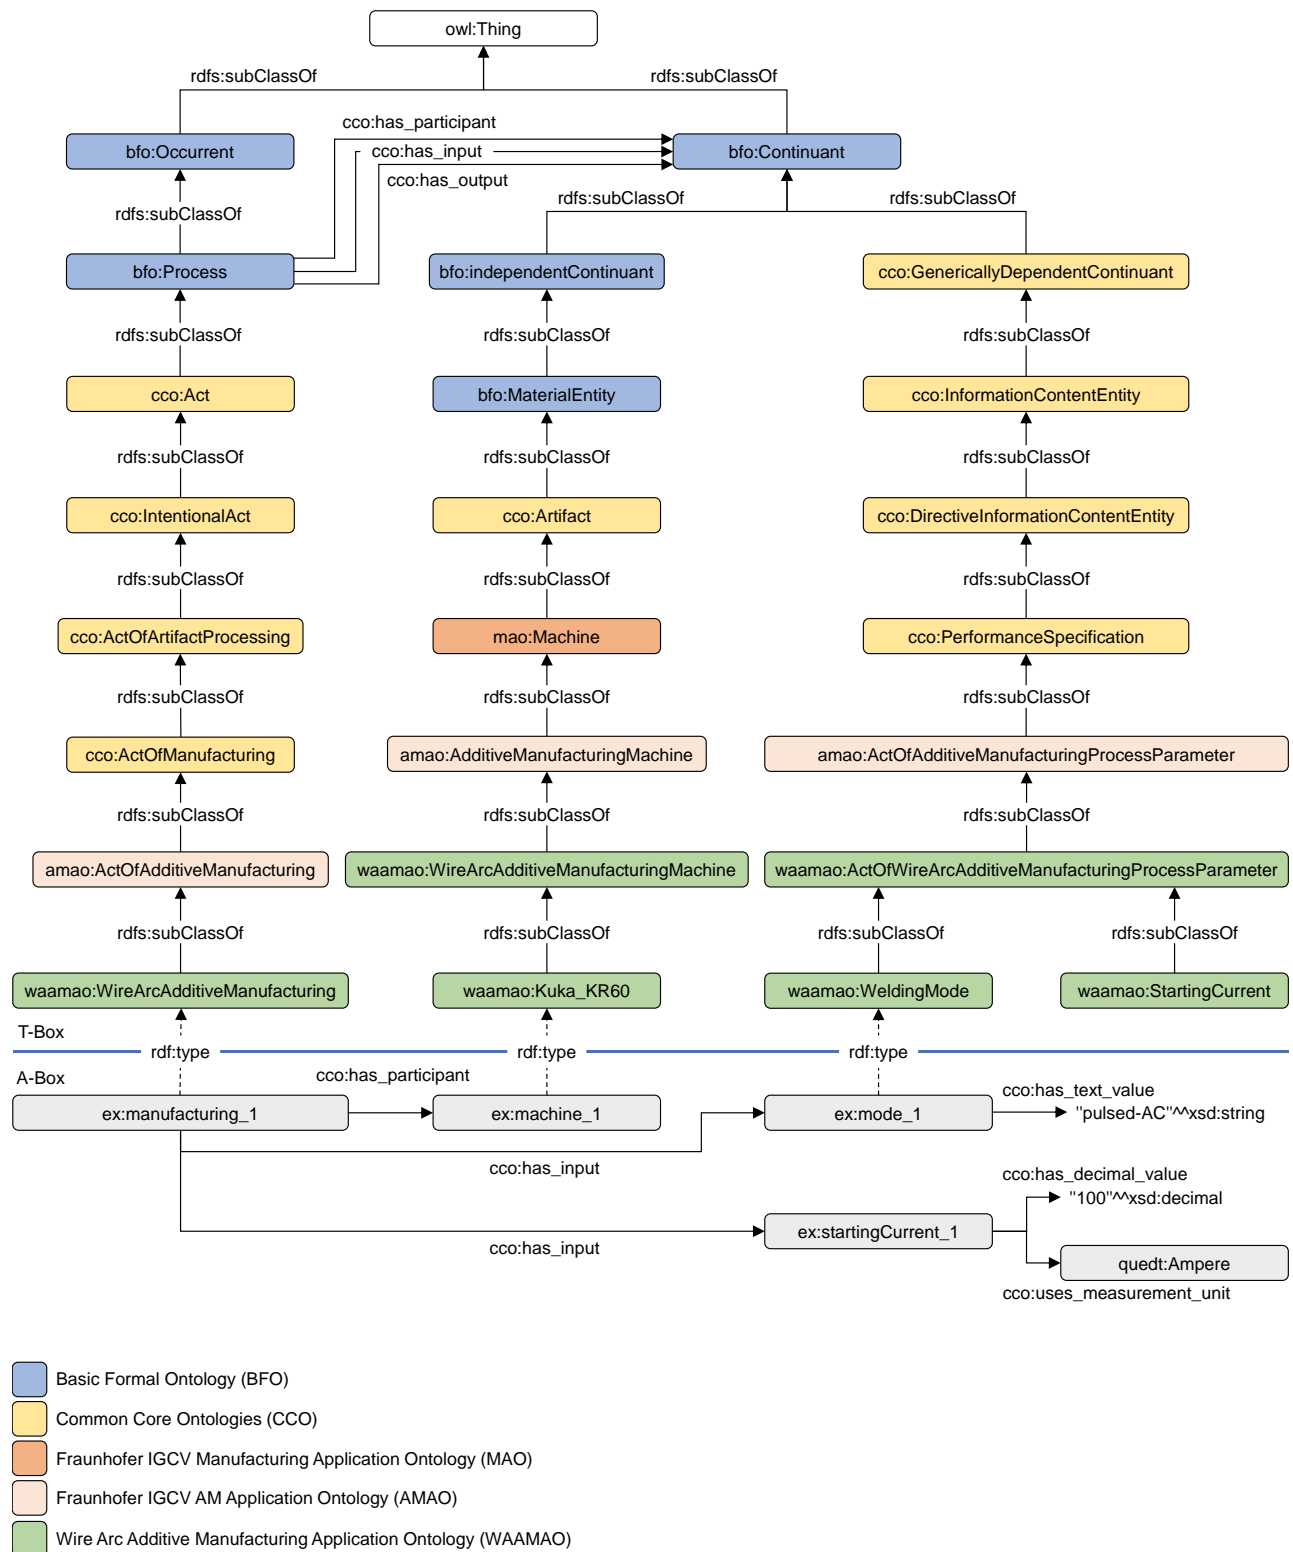 owl:Thing
rdfs:subClassOf
rdfs:subClassOf
cco:has_participant
bfo:Occurrent
cco:has_input
bfo:Continuant
cco:has_output
rdfs:subClassOf
rdfs:subClassOf
rdfs:subClassOf
bfo:Process
bfo:independentContinuant
cco:GenericallyDependentContinuant
rdfs:subClassOf
rdfs:subClassOf
rdfs:subClassOf
cco:Act
bfo:MaterialEntity
cco:InformationContentEntity
rdfs:subClassOf
rdfs:subClassOf
rdfs:subClassOf
cco:IntentionalAct
cco:Artifact
cco:DirectiveInformationContentEntity
rdfs:subClassOf
rdfs:subClassOf
rdfs:subClassOf
cco:ActOfArtifactProcessing
mao:Machine
cco:PerformanceSpecification
rdfs:subClassOf
rdfs:subClassOf
rdfs:subClassOf
cco:ActOfManufacturing
amao:AdditiveManufacturingMachine
amao:ActOfAdditiveManufacturingProcessParameter
rdfs:subClassOf
rdfs:subClassOf
rdfs:subClassOf
amao:ActOfAdditiveManufacturing
waamao:WireArcAdditiveManufacturingMachine
waamao:ActOfWireArcAdditiveManufacturingProcessParameter
rdfs:subClassOf
rdfs:subClassOf
rdfs:subClassOf
rdfs:subClassOf
waamao:WireArcAdditiveManufacturing
waamao:Kuka_KR60
waamao:WeldingMode
waamao:StartingCurrent
T-Box
rdf:type
rdf:type
rdf:type
A-Box
cco:has_participant
cco:has_text_value
ex:manufacturing_1
ex:machine_1
ex:mode_1
"pulsed-AC"^^xsd:string
cco:has_input
cco:has_decimal_value
"100"^^xsd:decimal
ex:startingCurrent_1
cco:has_input
quedt:Ampere
cco:uses_measurement_unit
Basic Formal Ontology (BFO)
Common Core Ontologies (CCO)
Fraunhofer IGCV Manufacturing Application Ontology (MAO)
Fraunhofer IGCV AM Application Ontology (AMAO)
Wire Arc Additive Manufacturing Application Ontology (WAAMAO)